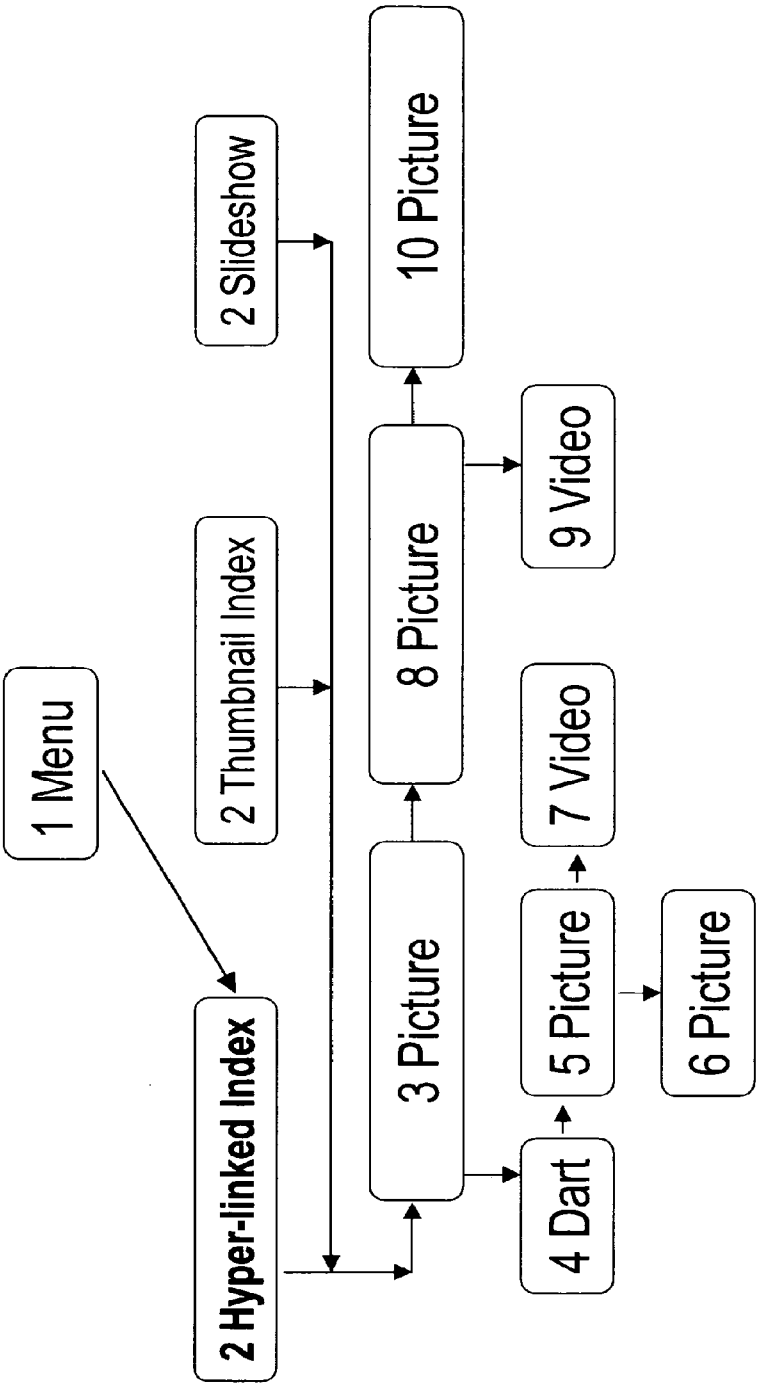 1 Menu
2 Hyper-linked Index
2 Thumbnail Index
2 Slideshow
3 Picture
8 Picture
10 Picture
4 Dart
5 Picture
7 Video
9 Video
6 Picture